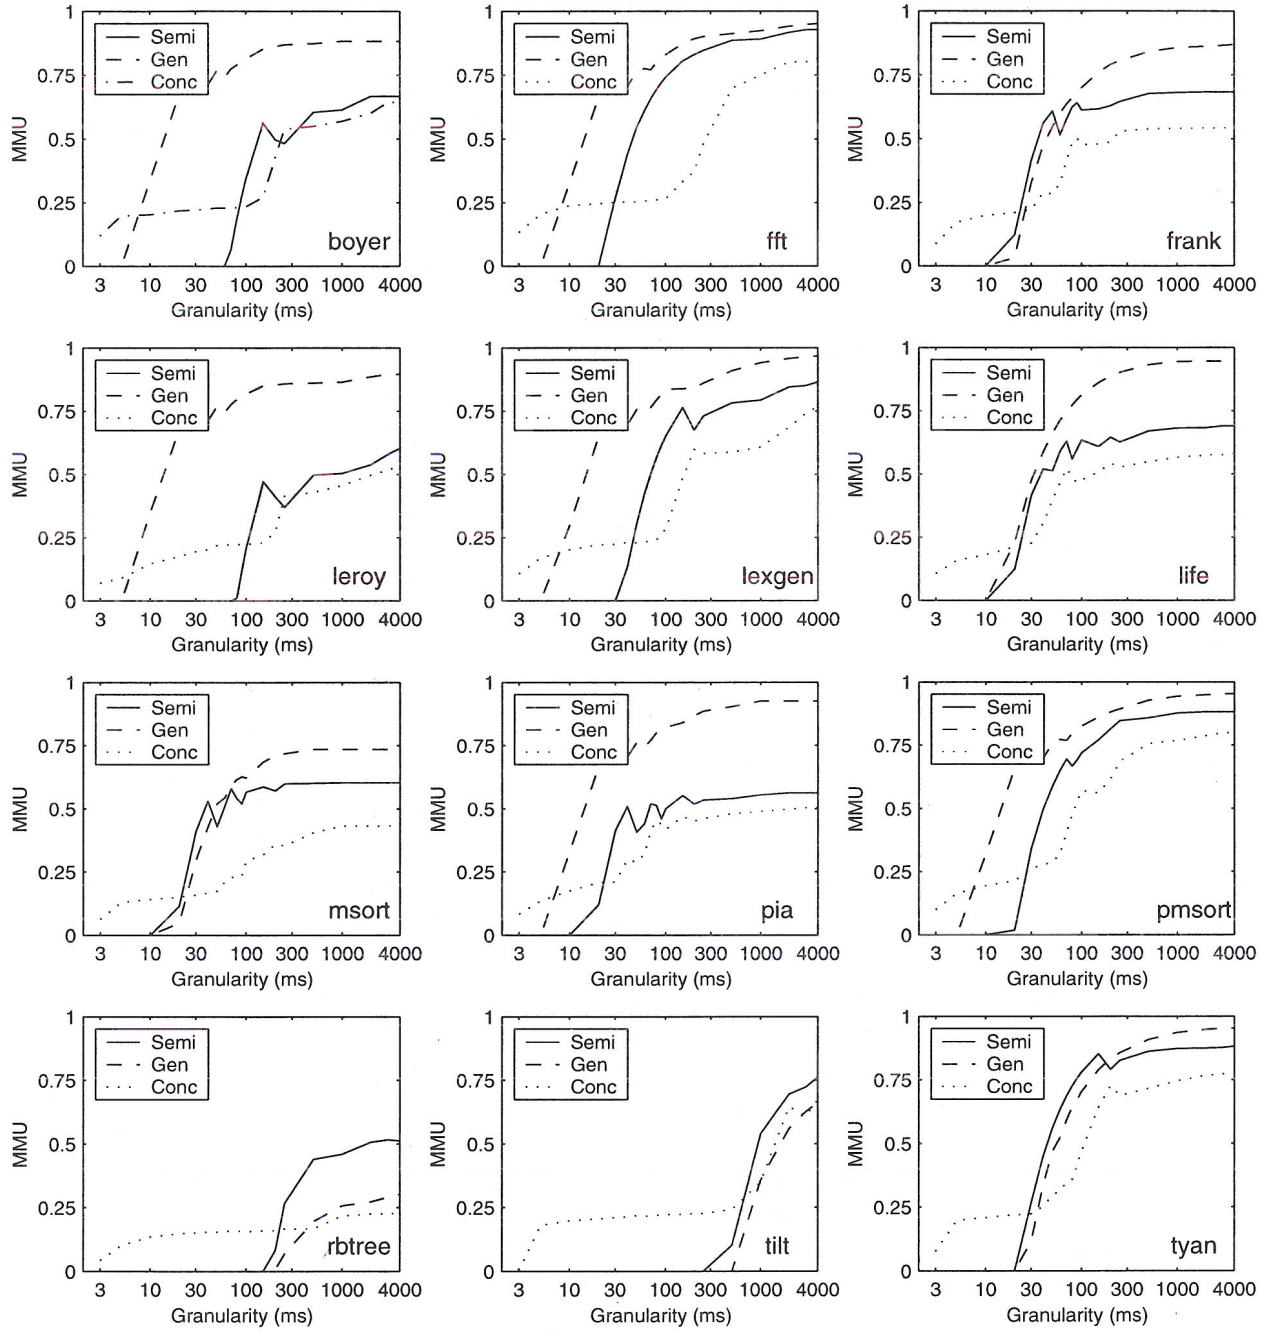 1
0.75
0.5
0.25
0
MMU
Semi
Gen
Conc
boyer
3 10 30 100 300 1000 4000
Granularity (ms)
1
0.75
0.5
0.25
0
MMU
Semi
Gen
Conc
fft
3 10 30 100 300 1000 4000
Granularity (ms)
1
0.75
0.5
0.25
0
MMU
Semi
Gen
Conc
frank
3 10 30 100 300 1000 4000
Granularity (ms)
1
0.75
0.5
0.25
0
MMU
Semi
Gen
Conc
leroy
3 10 30 100 300 1000 4000
Granularity (ms)
1
0.75
0.5
0.25
0
MMU
Semi
Gen
Conc
lexgen
3 10 30 100 300 1000 4000
Granularity (ms)
1
0.75
0.5
0.25
0
MMU
Semi
Gen
Conc
life
3 10 30 100 300 1000 4000
Granularity (ms)
1
0.75
0.5
0.25
0
MMU
Semi
Gen
Conc
msort
3 10 30 100 300 1000 4000
Granularity (ms)
1
0.75
0.5
0.25
0
MMU
Semi
Gen
Conc
pia
3 10 30 100 300 1000 4000
Granularity (ms)
1
0.75
0.5
0.25
0
MMU
Semi
Gen
Conc
pmsort
3 10 30 100 300 1000 4000
Granularity (ms)
1
0.75
0.5
0.25
0
MMU
Semi
Gen
Conc
rbtree
3 10 30 100 300 1000 4000
Granularity (ms)
1
0.75
0.5
0.25
0
MMU
Semi
Gen
Conc
tilt
3 10 30 100 300 1000 4000
Granularity (ms)
1
0.75
0.5
0.25
0
MMU
Semi
Gen
Conc
tyan
3 10 30 100 300 1000 4000
Granularity (ms)